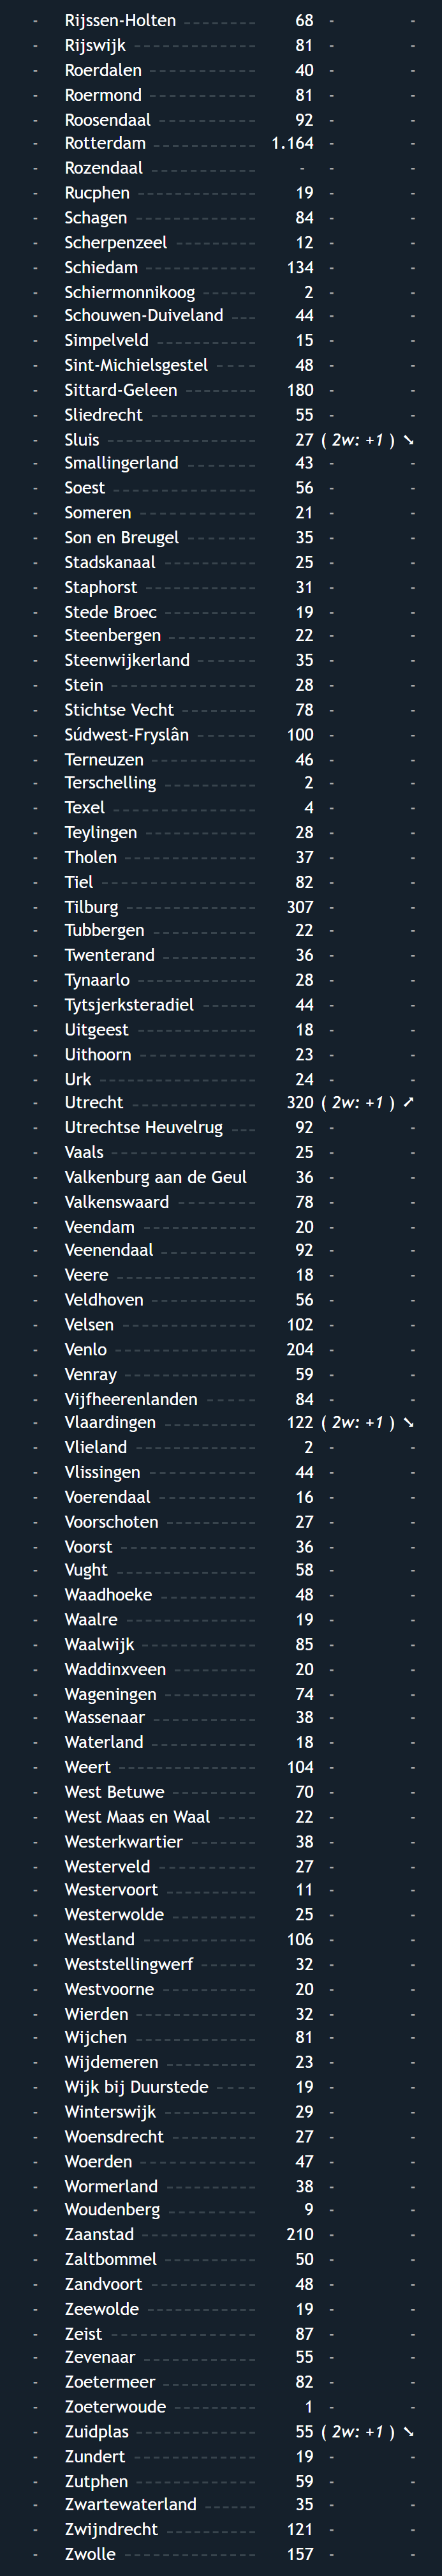 - Rijssen-Holten 68 - -
- Rijswijk 81 - -
- Roerdalen 40 - -
- Roermond 81 - -
- Roosendaal 92 - -
- Rotterdam 1.164 - -
- Rozendaal - - -
- Rucphen 19 - -
- Schagen 84 - -
- Scherpenzeel 12 - -
- Schiedam 134 - -
- Schiermonnikoog 2 - -
- Schouwen-Duiveland 44 - -
- Simpelveld 15 - -
- Sint-Michielsgestel 48 - -
- Sittard-Geleen 180 - -
- Sliedrecht 55 - -
- Sluis 27 ( 2w: +1 ) ➘
- Smallingerland 43 - -
- Soest 56 - -
- Someren 21 - -
- Son en Breugel 35 - -
- Stadskanaal 25 - -
- Staphorst 31 - -
- Stede Broec 19 - -
- Steenbergen 22 - -
- Steenwijkerland 35 - -
- Stein 28 - -
- Stichtse Vecht 78 - -
- Súdwest-Fryslân 100 - -
- Terneuzen 46 - -
- Terschelling 2 - -
- Texel 4 - -
- Teylingen 28 - -
- Tholen 37 - -
- Tiel 82 - -
- Tilburg 307 - -
- Tubbergen 22 - -
- Twenterand 36 - -
- Tynaarlo 28 - -
- Tytsjerksteradiel 44 - -
- Uitgeest 18 - -
- Uithoorn 23 - -
- Urk 24 - -
- Utrecht 320 ( 2w: +1 ) ➚
- Utrechtse Heuvelrug 92 - -
- Vaals 25 - -
- Valkenburg aan de Geul 36 - -
- Valkenswaard 78 - -
- Veendam 20 - -
- Veenendaal 92 - -
- Veere 18 - -
- Veldhoven 56 - -
- Velsen 102 - -
- Venlo 204 - -
- Venray 59 - -
- Vijfheerenlanden 84 - -
- Vlaardingen 122 ( 2w: +1 ) ➘
- Vlieland 2 - -
- Vlissingen 44 - -
- Voerendaal 16 - -
- Voorschoten 27 - -
- Voorst 36 - -
- Vught 58 - -
- Waadhoeke 48 - -
- Waalre 19 - -
- Waalwijk 85 - -
- Waddinxveen 20 - -
- Wageningen 74 - -
- Wassenaar 38 - -
- Waterland 18 - -
- Weert 104 - -
- West Betuwe 70 - -
- West Maas en Waal 22 - -
- Westerkwartier 38 - -
- Westerveld 27 - -
- Westervoort 11 - -
- Westerwolde 25 - -
- Westland 106 - -
- Weststellingwerf 32 - -
- Westvoorne 20 - -
- Wierden 32 - -
- Wijchen 81 - -
- Wijdemeren 23 - -
- Wijk bij Duurstede 19 - -
- Winterswijk 29 - -
- Woensdrecht 27 - -
- Woerden 47 - -
- Wormerland 38 - -
- Woudenberg 9 - -
- Zaanstad 210 - -
- Zaltbommel 50 - -
- Zandvoort 48 - -
- Zeewolde 19 - -
- Zeist 87 - -
- Zevenaar 55 - -
- Zoetermeer 82 - -
- Zoeterwoude 1 - -
- Zuidplas 55 ( 2w: +1 ) ➘
- Zundert 19 - -
- Zutphen 59 - -
- Zwartewaterland 35 - -
- Zwijndrecht 121 - -
- Zwolle 157 - -